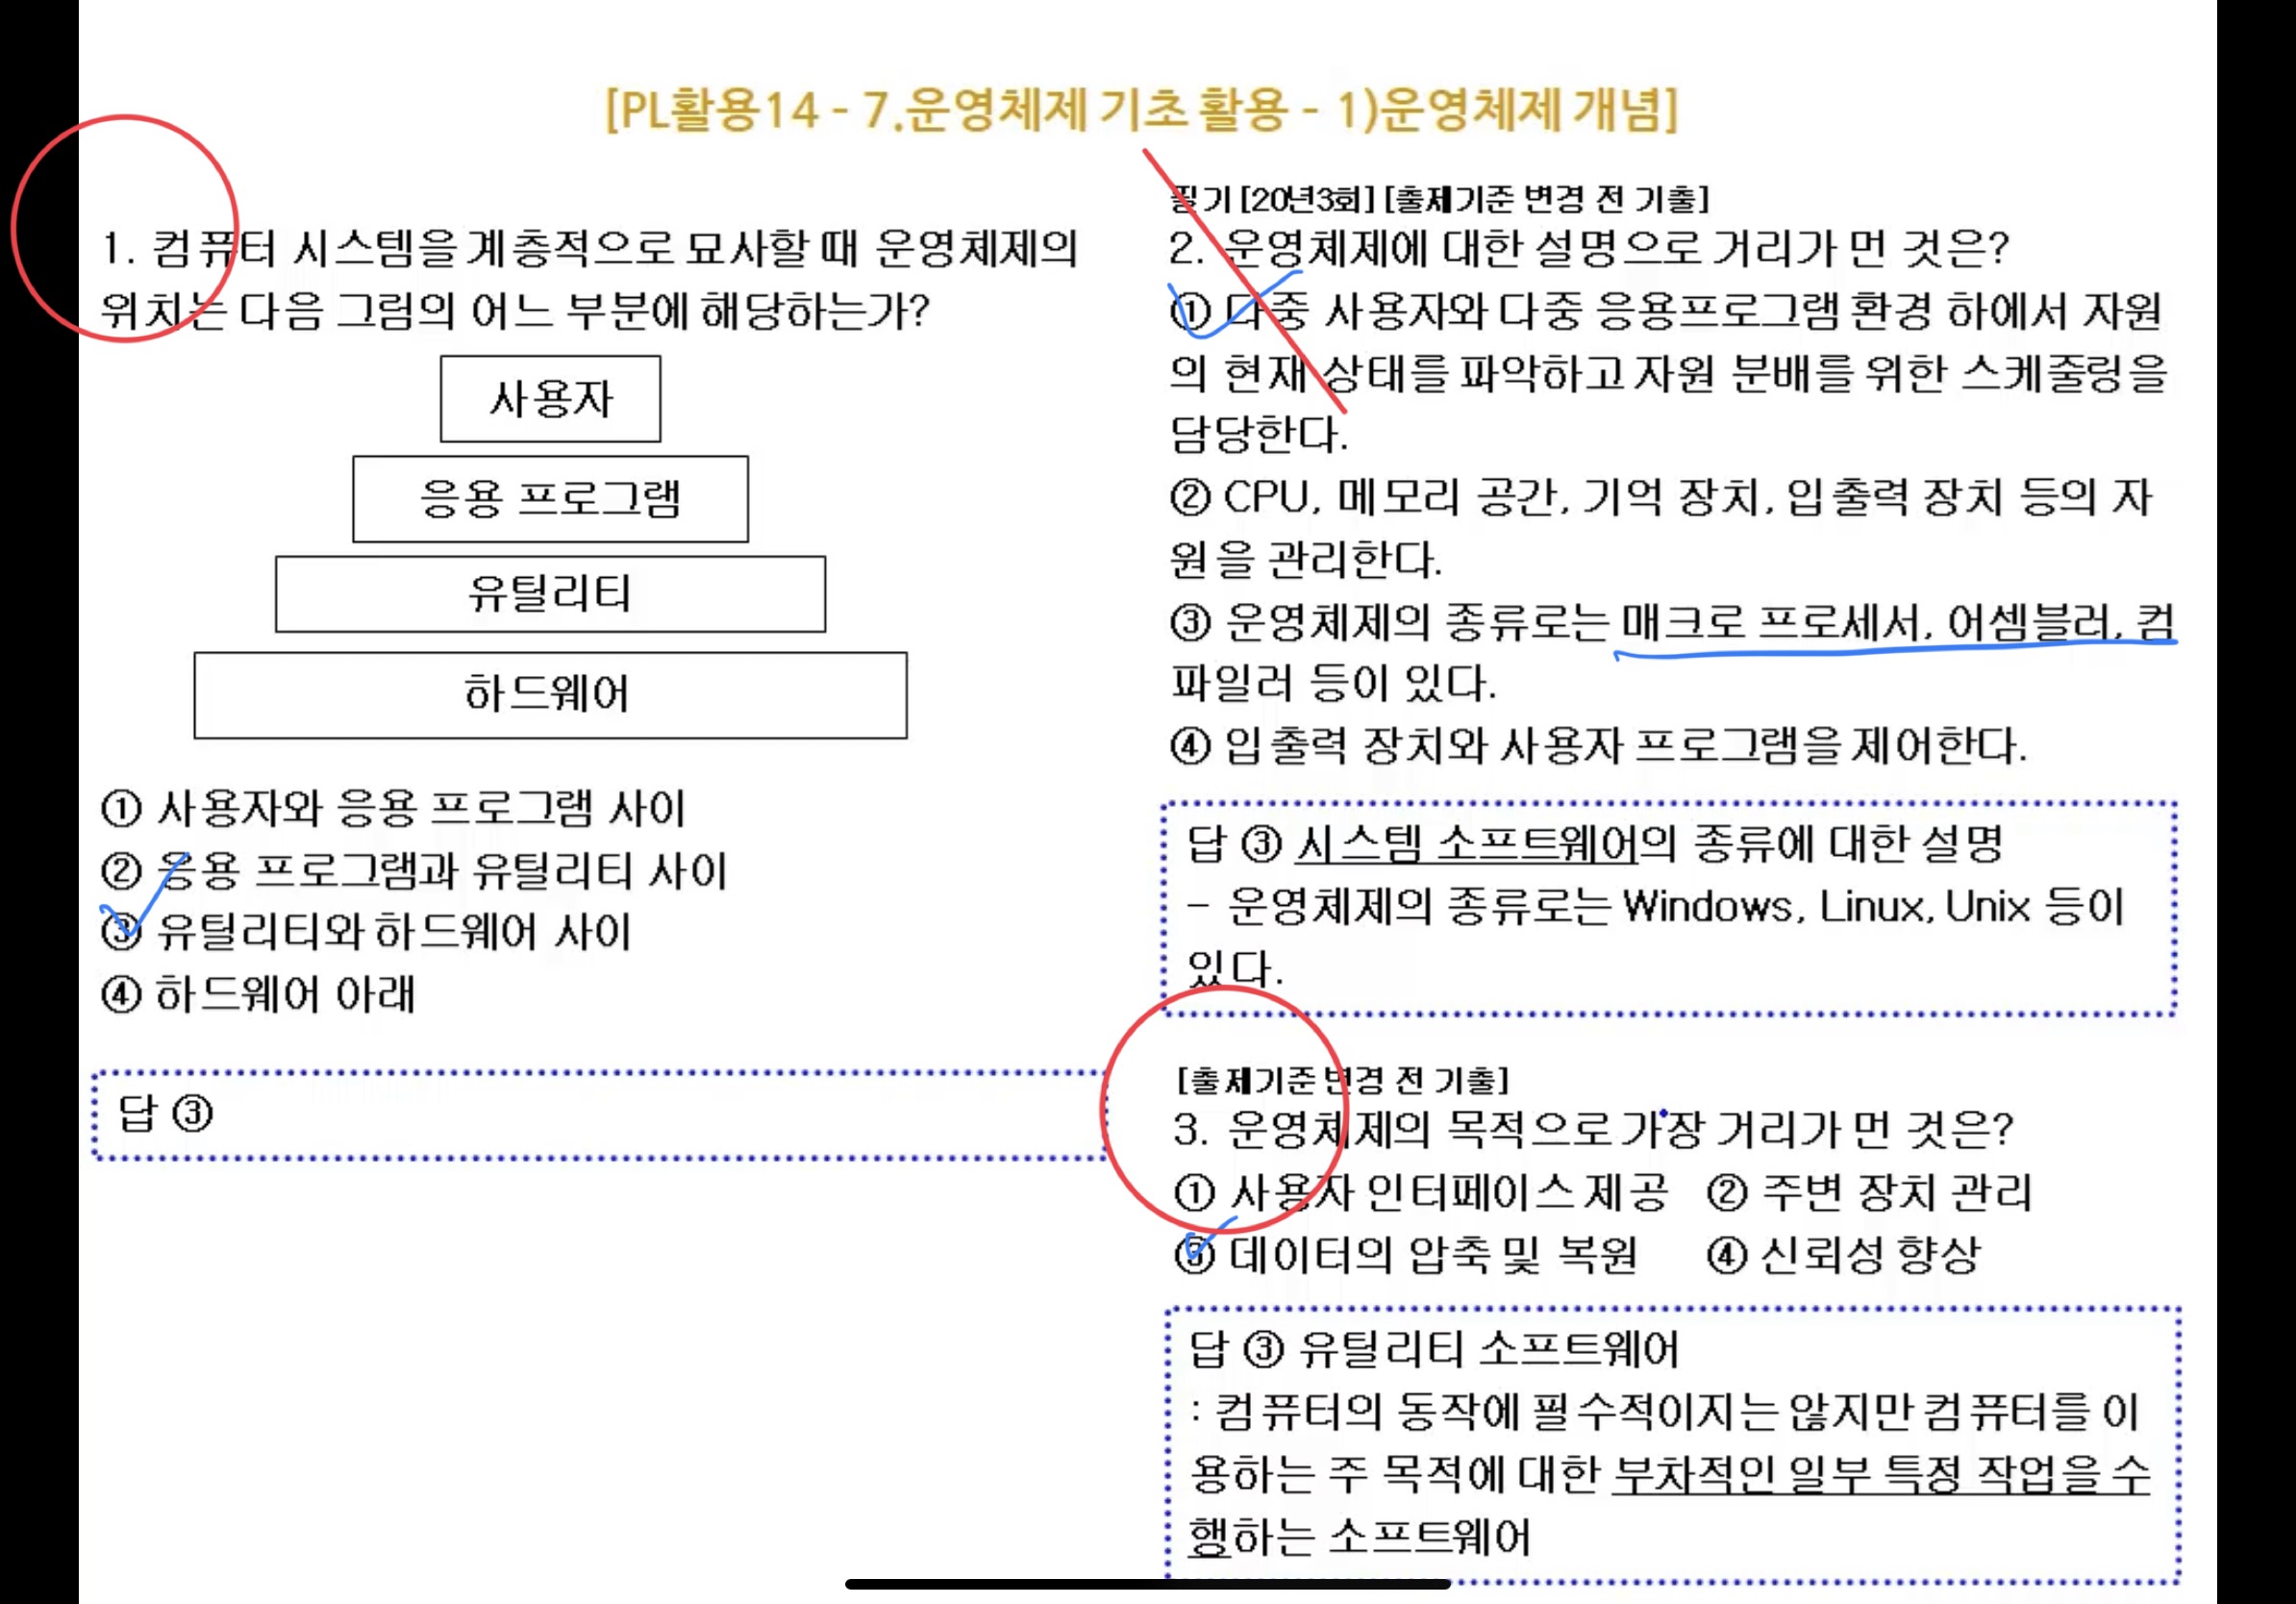 [PL활용14 - 7.운영체제 기초 활용 - 1)운영체제 개념]
1. 컴퓨터 시스템을 계층적으로 묘사할 때 운영체제의
위치는 다음 그림의 어느 부분에 해당하는가?
사용자
응용 프로그램
유틸리티
하드웨어
① 사용자와 응용 프로그램 사이
② 응용 프로그램과 유틸리티 사이
③ 유틸리티와 하드웨어 사이
④ 하드웨어 아래
답 ③
필기 [20년3회] [출제기준 변경 전 기출]
2. 운영체제에 대한 설명으로 거리가 먼 것은?
① 다중 사용자와 다중 응용프로그램 환경 하에서 자원
의 현재 상태를 파악하고 자원 분배를 위한 스케줄링을
담당한다.
② CPU, 메모리 공간, 기억 장치, 입출력 장치 등의 자
원을 관리한다.
③ 운영체제의 종류로는 매크로 프로세서, 어셈블러, 컴
파일러 등이 있다.
④ 입출력 장치와 사용자 프로그램을 제어한다.
답 ③ 시스템 소프트웨어의 종류에 대한 설명
- 운영체제의 종류로는 Windows, Linux, Unix 등이
있다.
[출제기준 변경 전 기출]
3. 운영체제의 목적으로 가장 거리가 먼 것은?
① 사용자 인터페이스 제공 ② 주변 장치 관리
③ 데이터의 압축 및 복원 ④ 신뢰성 향상
답 ③ 유틸리티 소프트웨어
: 컴퓨터의 동작에 필수적이지는 않지만 컴퓨터를 이
용하는 주 목적에 대한 부차적인 일부 특정 작업을 수
행하는 소프트웨어